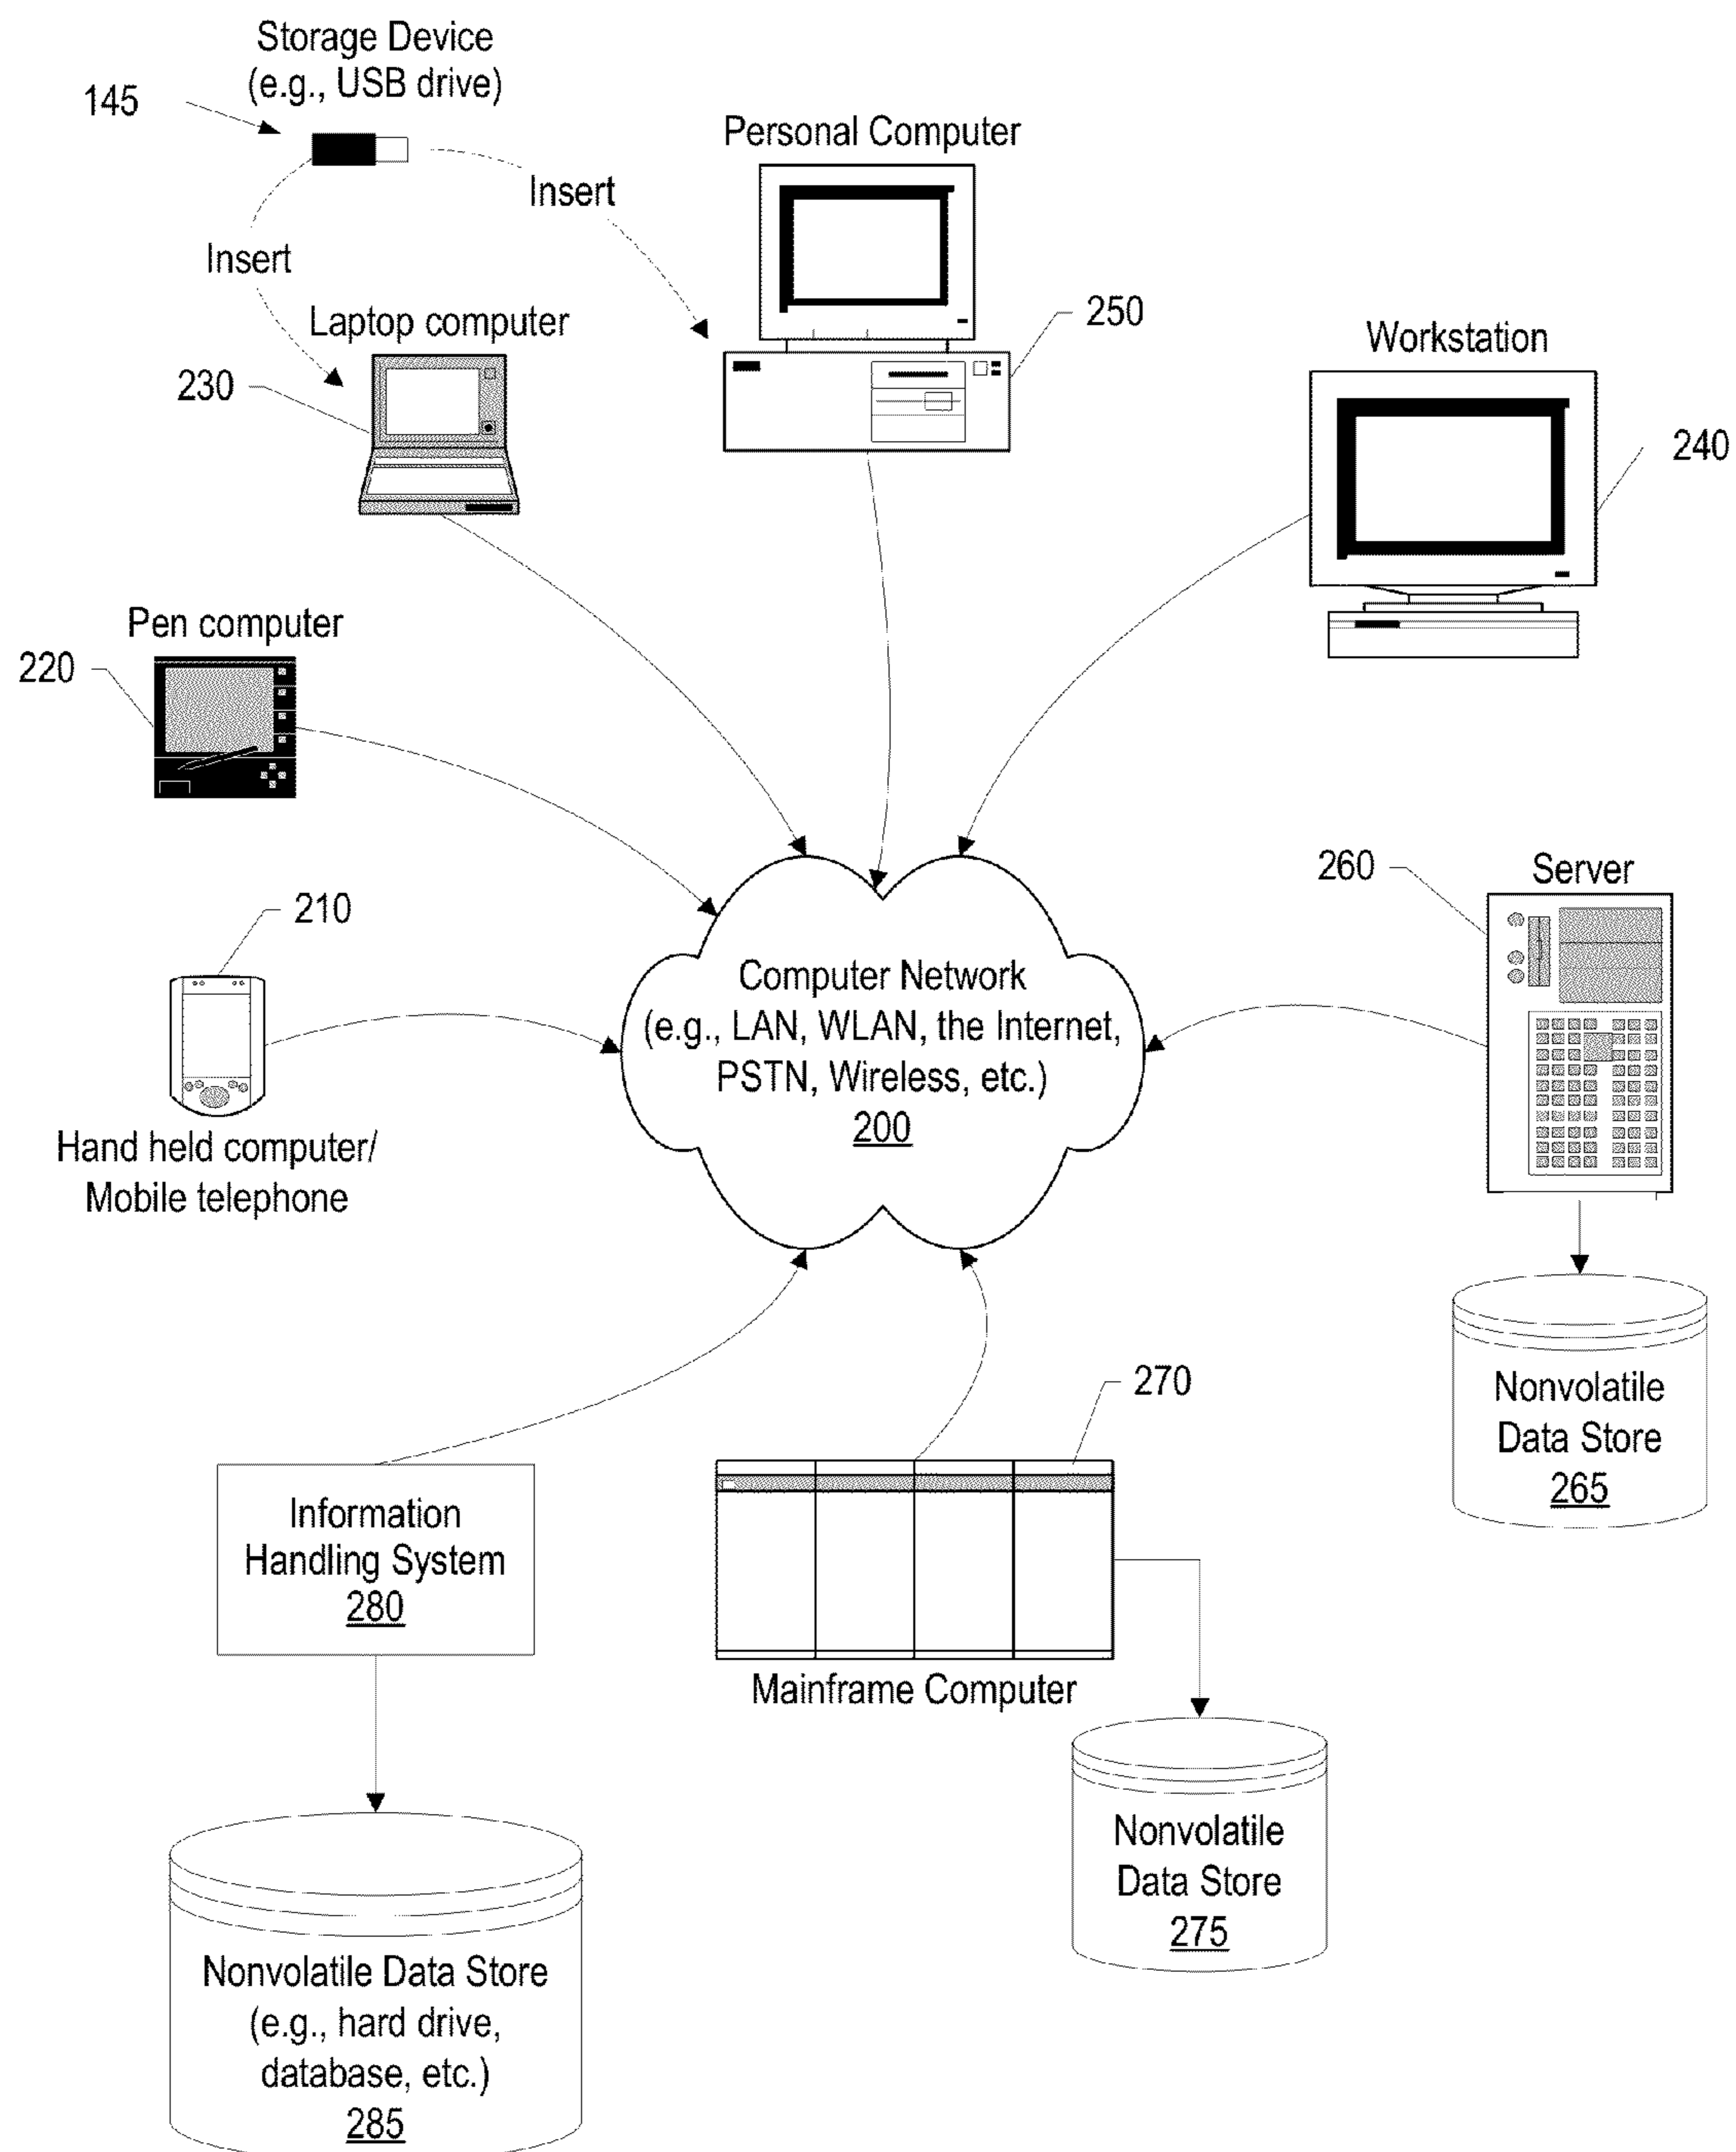 Storage Device
(e.g., USB drive)
145
Personal Computer
Insert
Insert
Laptop computer
250
Workstation
230
240
Pen computer
220
260
Server
210
Computer Network
(e.g., LAN, WLAN, the Internet,
PSTN, Wireless, etc.)
200
Hand held computer/
Mobile telephone
270
Nonvolatile
Data Store
265
Information
Handling System
280
Mainframe Computer
Nonvolatile
Data Store
275
Nonvolatile Data Store
(e.g., hard drive,
database, etc.)
285